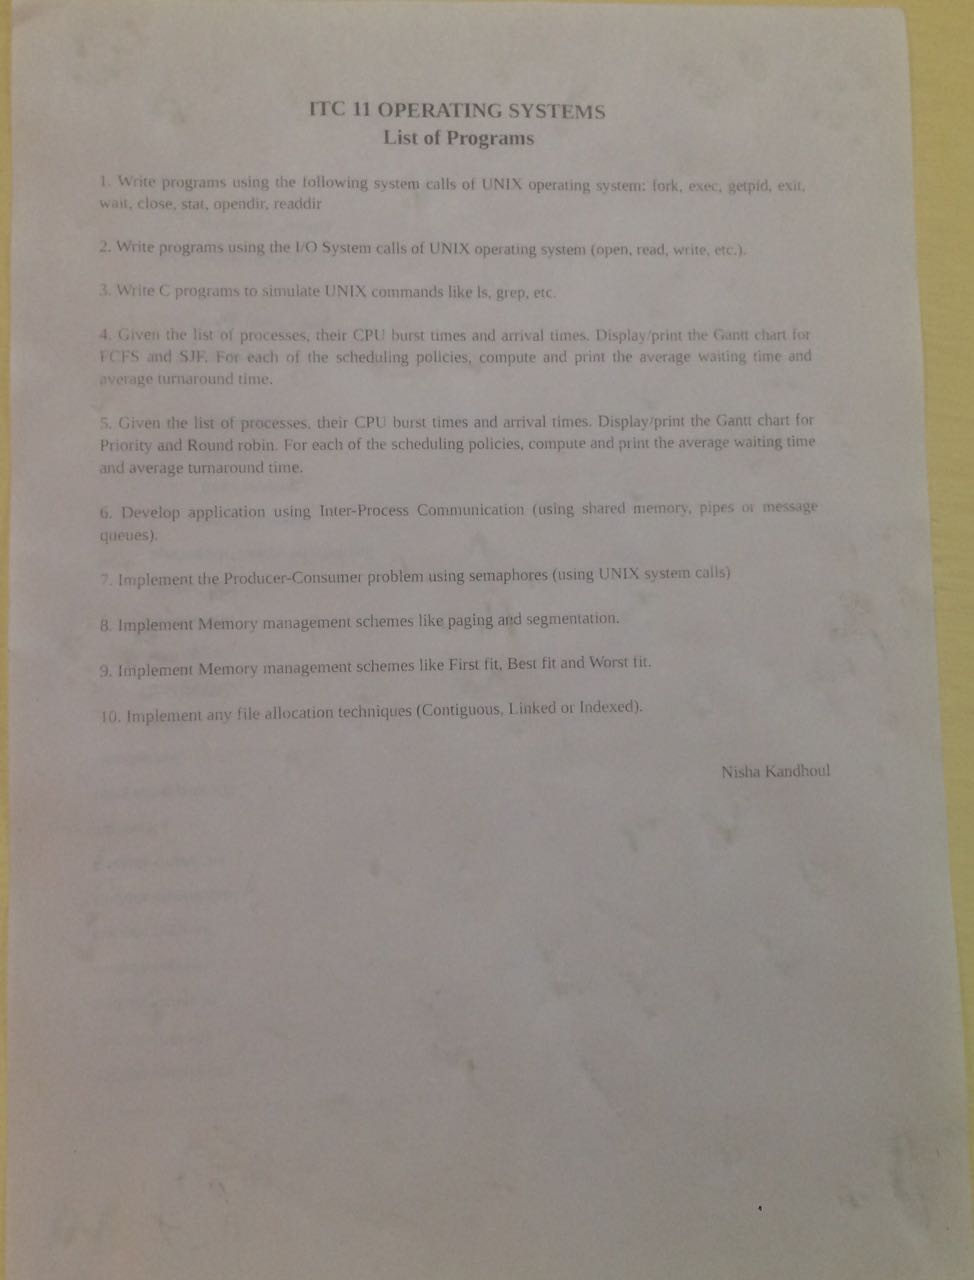 ITC 11 OPERATING SYSTEMS
List of Programs
1. Write programs using the following system calls of UNIX operating system: fork, exec, getpid, exit,
wait, close, stat, opendir, readdir
2. Write programs using the I/O System calls of UNIX operating system (open, read, write, etc.).
3. Write C programs to simulate UNIX commands like ls, grep, etc.
4. Given the list of processes, their CPU burst times and arrival times. Display/print the Gantt chart for
FCFS and SJF. For each of the scheduling policies, compute and print the average waiting time and
average turnaround time.
5. Given the list of processes, their CPU burst times and arrival times. Display/print the Gantt chart for
Priority and Round robin. For each of the scheduling policies, compute and print the average waiting time
and average turnaround time.
6. Develop application using Inter-Process Communication (using shared memory, pipes or message
queues).
7. Implement the Producer-Consumer problem using semaphores (using UNIX system calls)
8. Implement Memory management schemes like paging and segmentation.
9. Implement Memory management schemes like First fit, Best fit and Worst fit.
10. Implement any file allocation techniques (Contiguous, Linked or Indexed).
Nisha Kandhoul